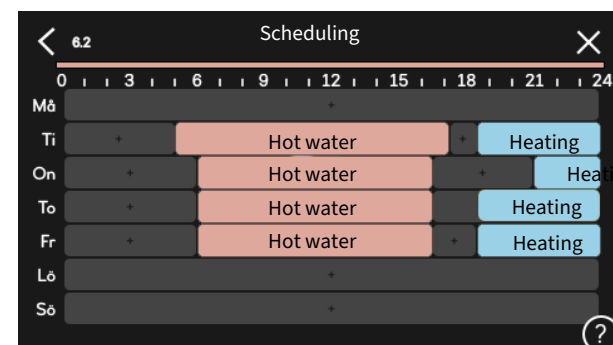 6.2 Scheduling
0 3 6 9 12 15 18 21 24
Må
Ti Hot water Heating
On Hot water Heati
To Hot water Heating
Fr Hot water Heating
Lö
Sö
?